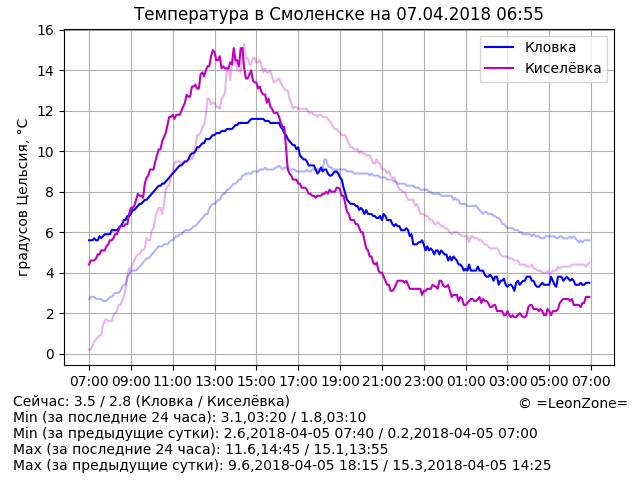 Температура в Смоленске на 07.04.2018 06:55
градусов Цельсия, °C
16
14
12
10
8
6
4
2
0
Кловка
Киселёвка
07:00 09:00 11:00 13:00 15:00 17:00 19:00 21:00 23:00 01:00 03:00 05:00 07:00
Сейчас: 3.5 / 2.8 (Кловка / Киселёвка)
© =LeonZone=
Min (за последние 24 часа): 3.1,03:20 / 1.8,03:10
Min (за предыдущие сутки): 2.6,2018-04-05 07:40 / 0.2,2018-04-05 07:00
Max (за последние 24 часа): 11.6,14:45 / 15.1,13:55
Max (за предыдущие сутки): 9.6,2018-04-05 18:15 / 15.3,2018-04-05 14:25